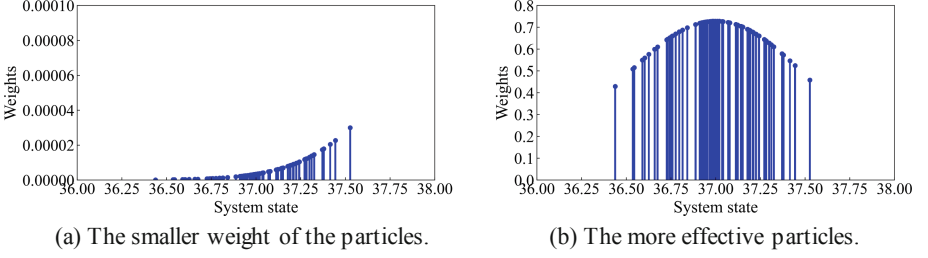 0.00010
0.00008
0.00006
0.00004
0.00002
0.00000
Weights
36.00 36.25 36.50 36.75 37.00 37.25 37.50 37.75 38.00
System state
(a) The smaller weight of the particles.
0.8
0.7
0.6
0.5
0.4
0.3
0.2
0.1
0.0
Weights
36.00 36.25 36.50 36.75 37.00 37.25 37.50 37.75 38.00
System state
(b) The more effective particles.